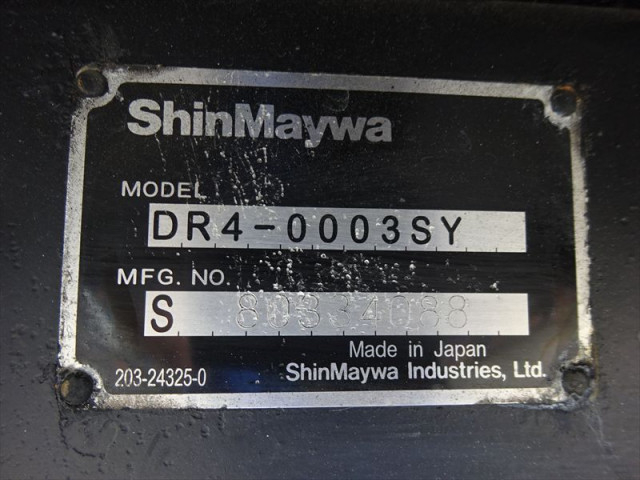 ShinMaywa
MODEL
DR4-0003SY
MFG. NO.
S
Made in Japan
203-24325-0
ShinMaywa Industries, Ltd.